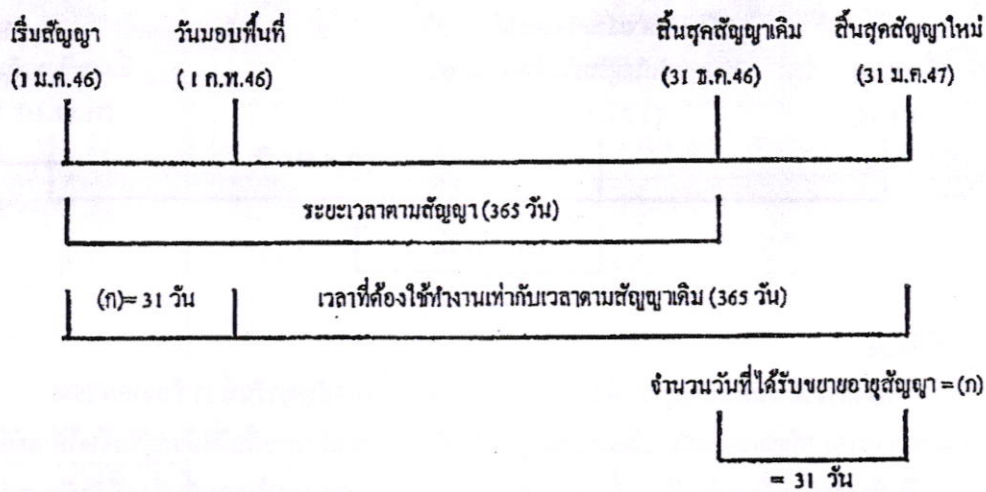 เริ่มสัญญา วันมอบพื้นที่ สิ้นสุดสัญญาเดิม สิ้นสุดสัญญาใหม่
(1 ม.ค.46) (1 ก.พ.46) (31 ธ.ค.46) (31 ม.ค.47)
ระยะเวลาตามสัญญา (365 วัน)
(ก)= 31 วัน เวลาที่ต้องใช้ทำงานเท่ากับเวลาตามสัญญาเดิม (365 วัน)
จำนวนวันที่ได้รับขยายอายุสัญญา = (ก)
= 31 วัน